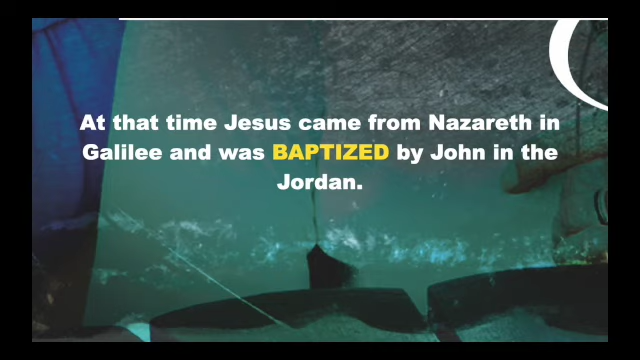 At that time Jesus came from Nazareth in
Galilee and was BAPTIZED by John in the
Jordan.